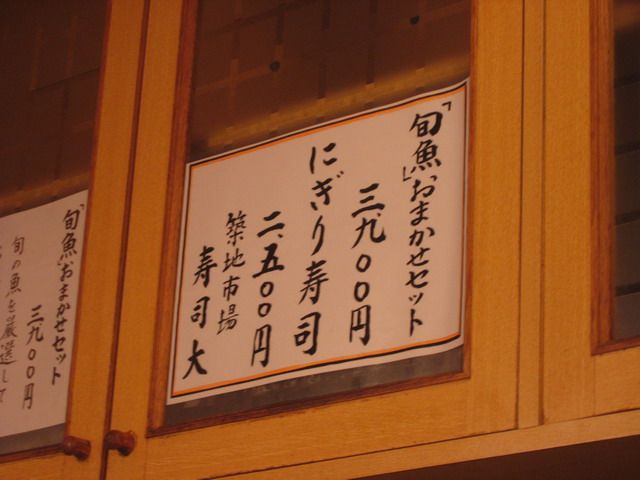 「旬魚」おまかせセット
三、九〇〇円
にぎり寿司
二、五〇〇円
築地市場
寿司大
「旬魚」おまかせセット
三九〇〇円
旬の魚を厳選して